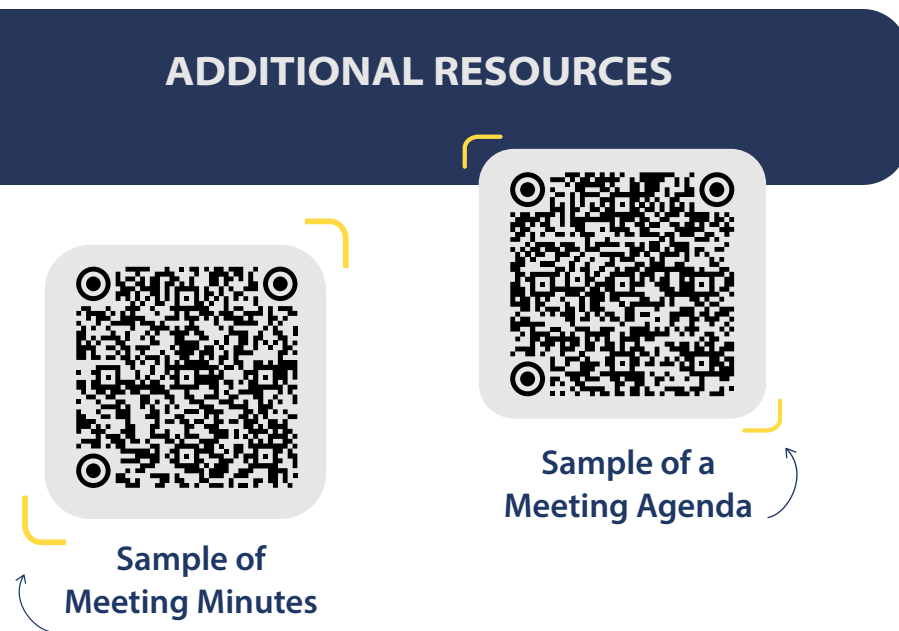 ADDITIONAL RESOURCES
Sample of a
Meeting Agenda
Sample of
Meeting Minutes